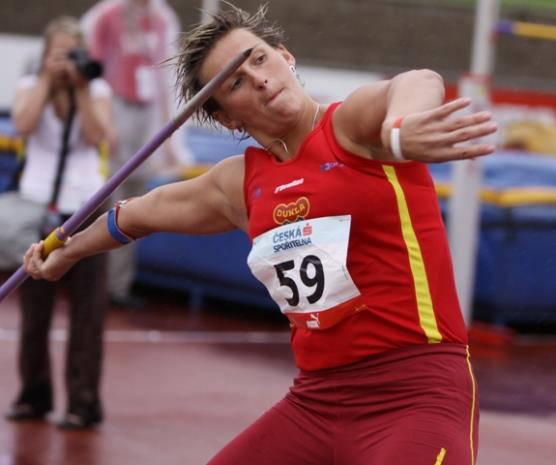 DUKLA
ČESKÁ S
SPOŘITELNA
59